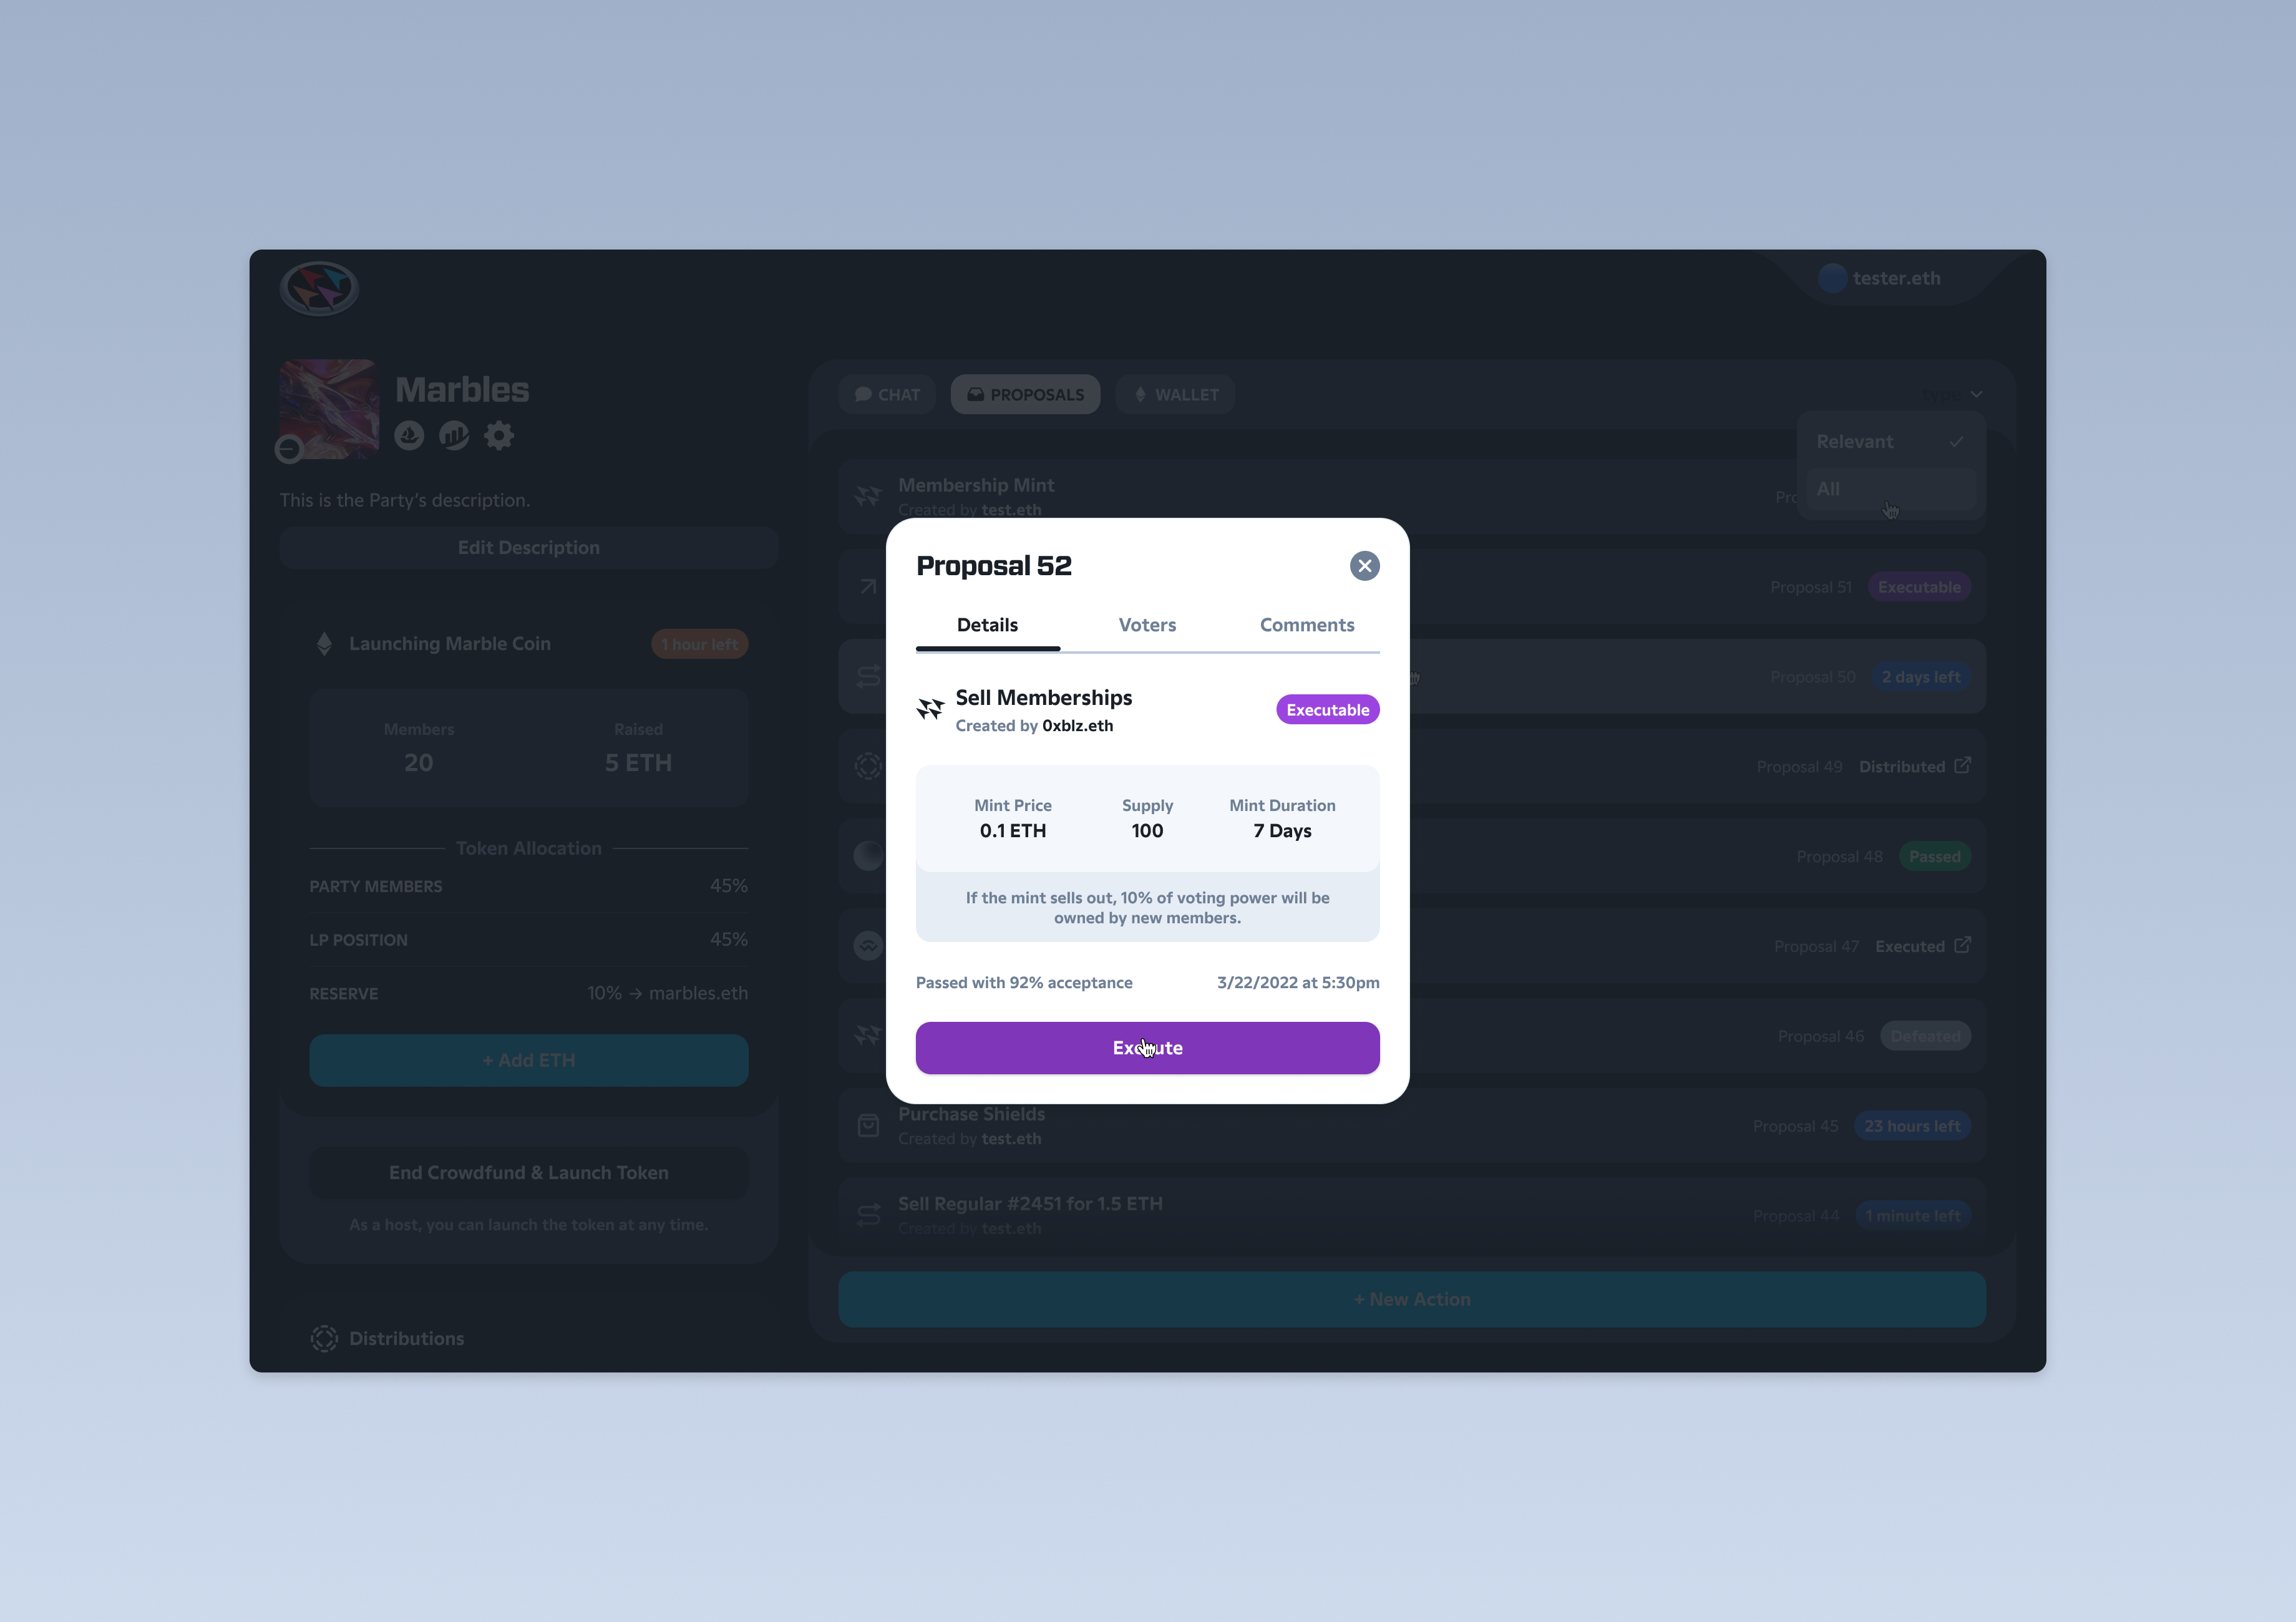 tester.eth
Marbles
This is the Party's description.
Edit Description
Launching Marble Coin
1 hour left
Members
Raised
20
5 ETH
Token Allocation
PARTY MEMBERS
45%
LP POSITION
45%
RESERVE
10% → marbles.eth
+ Add ETH
End Crowdfund & Launch Token
As a host, you can launch the token at any time.
Distributions
CHAT
PROPOSALS
WALLET
Type
Relevant
All
Membership Mint
Created by test.eth
Proposal 51
Executable
Proposal 50
2 days left
Proposal 49
Distributed
Proposal 48
Passed
Proposal 47
Executed
Proposal 46
Defeated
Purchase Shields
Created by test.eth
Proposal 45
23 hours left
Sell Regular #2451 for 1.5 ETH
Created by test.eth
Proposal 44
1 minute left
+ New Action
Proposal 52
Details
Voters
Comments
Sell Memberships
Created by 0xblz.eth
Executable
Mint Price
Supply
Mint Duration
0.1 ETH
100
7 Days
If the mint sells out, 10% of voting power will be
owned by new members.
Passed with 92% acceptance
3/22/2022 at 5:30pm
Execute